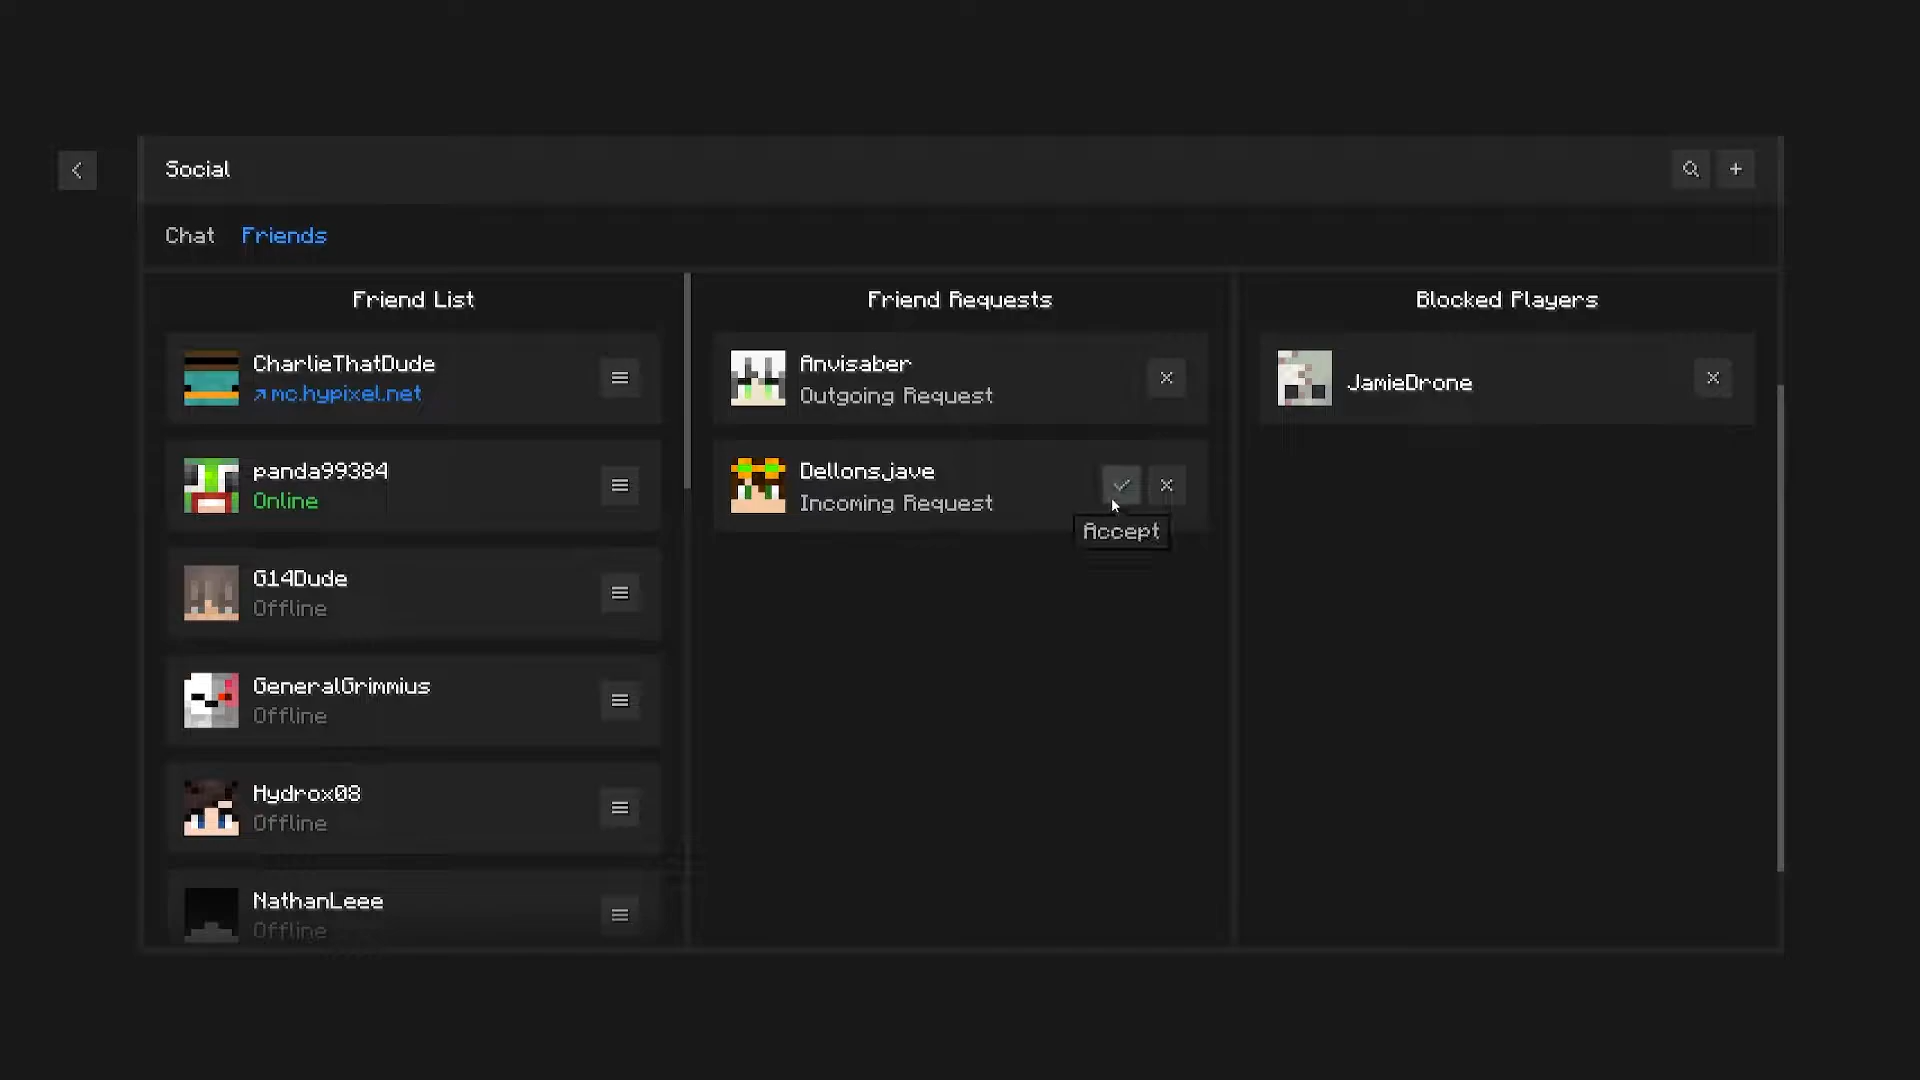 Social
Chat Friends
Friend List
CharlieThatDude
mc.hypixel.net
panda99384
Online
G14Dude
Offline
GeneralGrimmius
Offline
Hydrox08
Offline
NathanLeee
Offline
Friend Requests
Anvisaber
Outgoing Request
Dellonsjave
Incoming Request
Accept
Blocked Players
JamieDrone